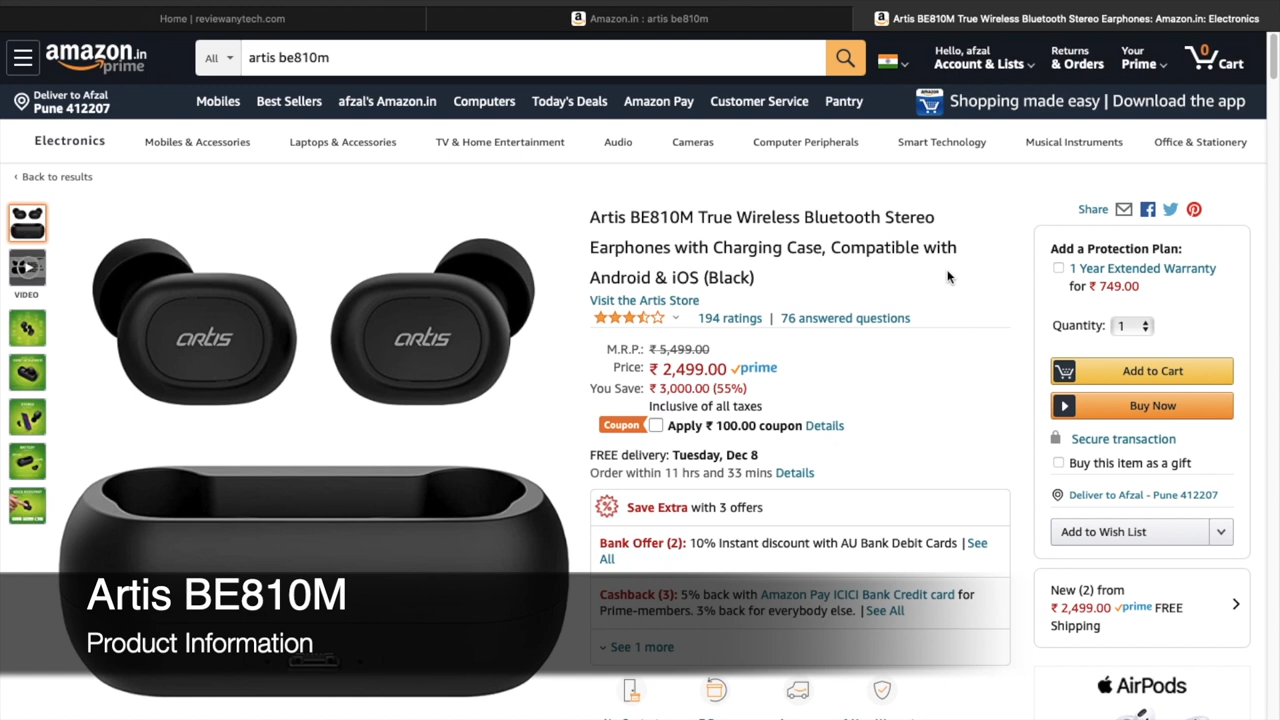 Home | reviewanytech.com
Amazon.in : artis be810m
Artis BE810M True Wireless Bluetooth Stereo Earphones: Amazon.in: Electronics
amazon.in
prime
All
artis be810m
Hello, afzal
Account & Lists
Returns
& Orders
Your
Prime
0
Cart
Deliver to Afzal
Pune 412207
Mobiles
Best Sellers
afzal's Amazon.in
Computers
Today's Deals
Amazon Pay
Customer Service
Pantry
Shopping made easy | Download the app
Electronics
Mobiles & Accessories
Laptops & Accessories
TV & Home Entertainment
Audio
Cameras
Computer Peripherals
Smart Technology
Musical Instruments
Office & Stationery
‹ Back to results
VIDEO
artis
artis
Artis BE810M True Wireless Bluetooth Stereo
Earphones with Charging Case, Compatible with
Android & iOS (Black)
Visit the Artis Store
194 ratings | 76 answered questions
M.R.P.: ₹ 5,499.00
Price: ₹ 2,499.00 prime
You Save: ₹ 3,000.00 (55%)
Inclusive of all taxes
Coupon Apply ₹ 100.00 coupon Details
FREE delivery: Tuesday, Dec 8
Order within 11 hrs and 33 mins Details
Save Extra with 3 offers
Bank Offer (2): 10% Instant discount with AU Bank Debit Cards | See
All
Cashback (3): 5% back with Amazon Pay ICICI Bank Credit card for
Prime-members. 3% back for everybody else. | See All
See 1 more
Share
Add a Protection Plan:
1 Year Extended Warranty
for ₹ 749.00
Quantity: 1
Add to Cart
Buy Now
Secure transaction
Buy this item as a gift
Deliver to Afzal - Pune 412207
Add to Wish List
New (2) from
₹ 2,499.00 prime FREE
Shipping
AirPods
Artis BE810M
Product Information